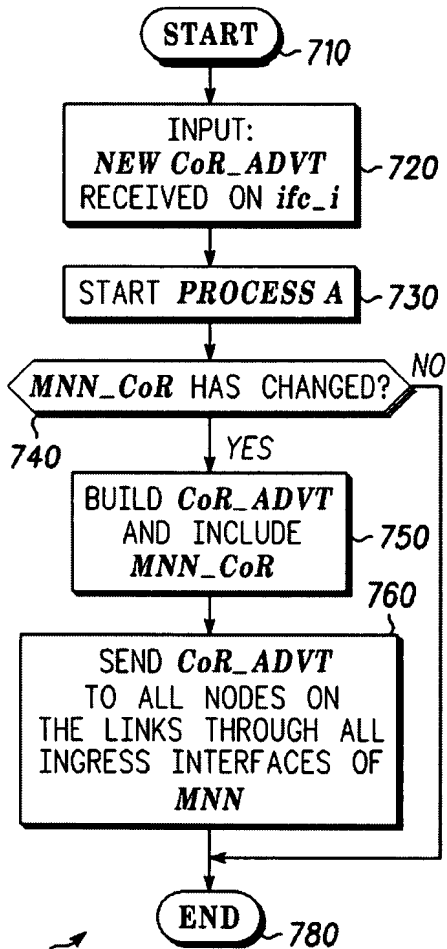 START
710
INPUT:
NEW CoR_ADVT
RECEIVED ON ifc_i
720
START PROCESS A
730
MNN_CoR HAS CHANGED?
NO
740
YES
BUILD CoR_ADVT
AND INCLUDE
MNN_CoR
750
760
SEND CoR_ADVT
TO ALL NODES ON
THE LINKS THROUGH ALL
INGRESS INTERFACES OF
MNN
END
780